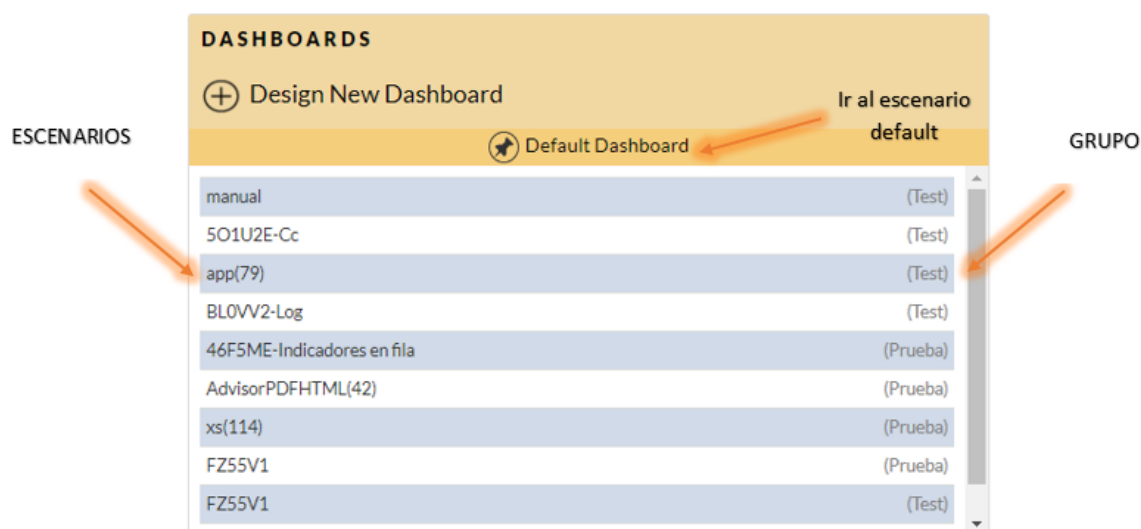 DASHBOARDS
Design New Dashboard
Ir al escenario
default
ESCENARIOS
Default Dashboard
GRUPO
manual (Test)
5O1U2E-Cc (Test)
app(79) (Test)
BL0VV2-Log (Test)
46F5ME-Indicadores en fila (Prueba)
AdvisorPDFHTML(42) (Prueba)
xs(114) (Prueba)
FZ55V1 (Prueba)
FZ55V1 (Test)